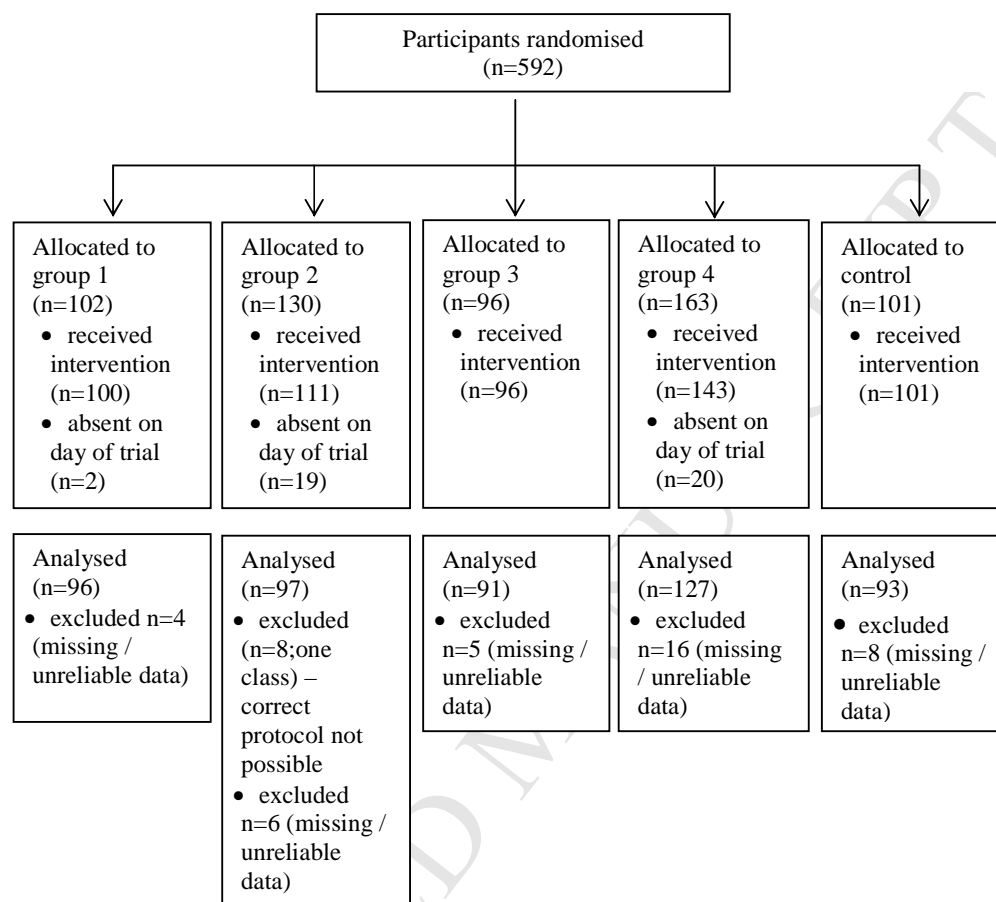 Participants randomised
(n=592)
Allocated to
group 1
(n=102)
• received
intervention
(n=100)
• absent on
day of trial
(n=2)
Allocated to
group 2
(n=130)
• received
intervention
(n=111)
• absent on
day of trial
(n=19)
Allocated to
group 3
(n=96)
• received
intervention
(n=96)
Allocated to
group 4
(n=163)
• received
intervention
(n=143)
• absent on
day of trial
(n=20)
Allocated to
control
(n=101)
• received
intervention
(n=101)
Analysed
(n=96)
• excluded n=4
(missing /
unreliable data)
Analysed
(n=97)
• excluded
(n=8;one
class) –
correct
protocol not
possible
• excluded
n=6 (missing /
unreliable
data)
Analysed
(n=91)
• excluded
n=5 (missing /
unreliable
data)
Analysed
(n=127)
• excluded
n=16 (missing
/ unreliable
data)
Analysed
(n=93)
• excluded
n=8 (missing /
unreliable
data)